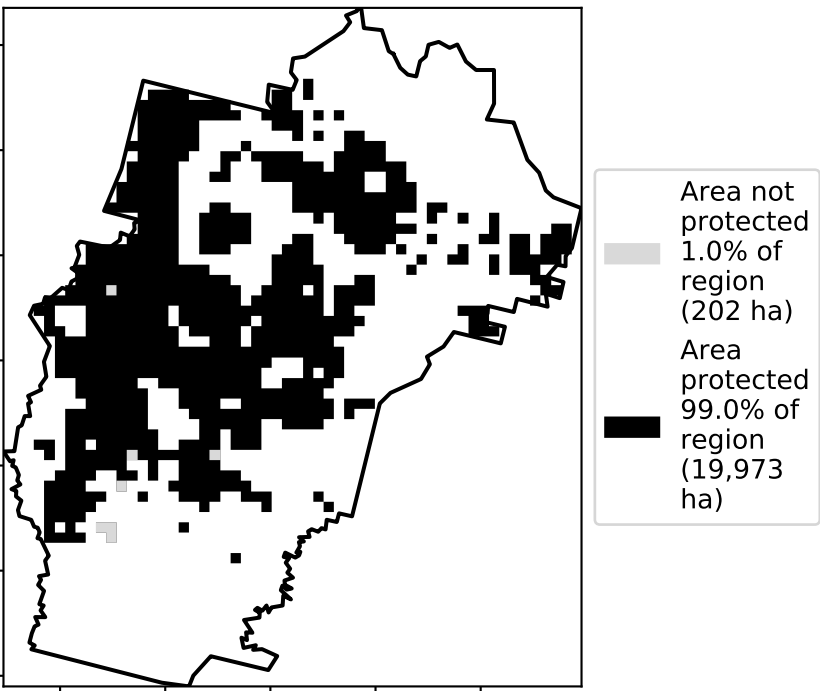 Area not
protected
1.0% of
region
(202 ha)
Area
protected
99.0% of
region
(19,973
ha)